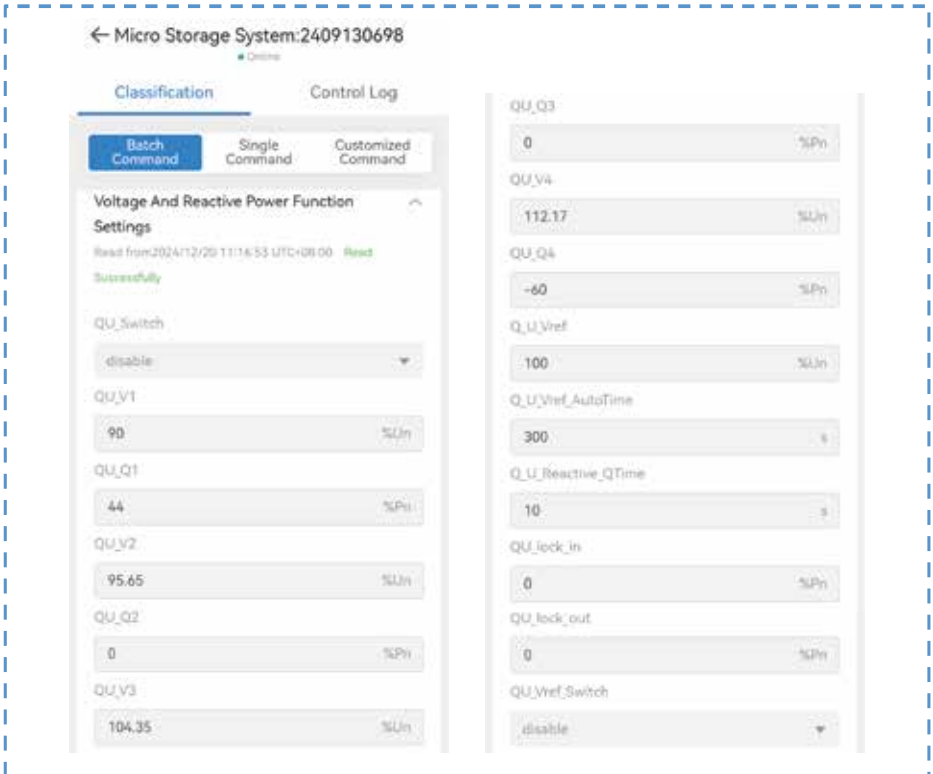 ← Micro Storage System:2409130698
Online
Classification
Control Log
Batch Command
Single Command
Customized Command
Voltage And Reactive Power Function
Settings
Read from:2024/12/20 11:16:53 UTC+08:00 Read
Successfully
QU_Switch
disable
QU_V1
90 %Un
QU_Q1
44 %Pn
QU_V2
95.65 %Un
QU_Q2
0 %Pn
QU_V3
104.35 %Un
QU_Q3
0 %Pn
QU_V4
112.17 %Un
QU_Q4
-60 %Pn
Q_U_Vref
100 %Un
Q_U_Vref_AutoTime
300 s
Q_U_Reactive_QTime
10 s
QU_lock_in
0 %Pn
QU_lock_out
0 %Pn
QU_Vref_Switch
disable